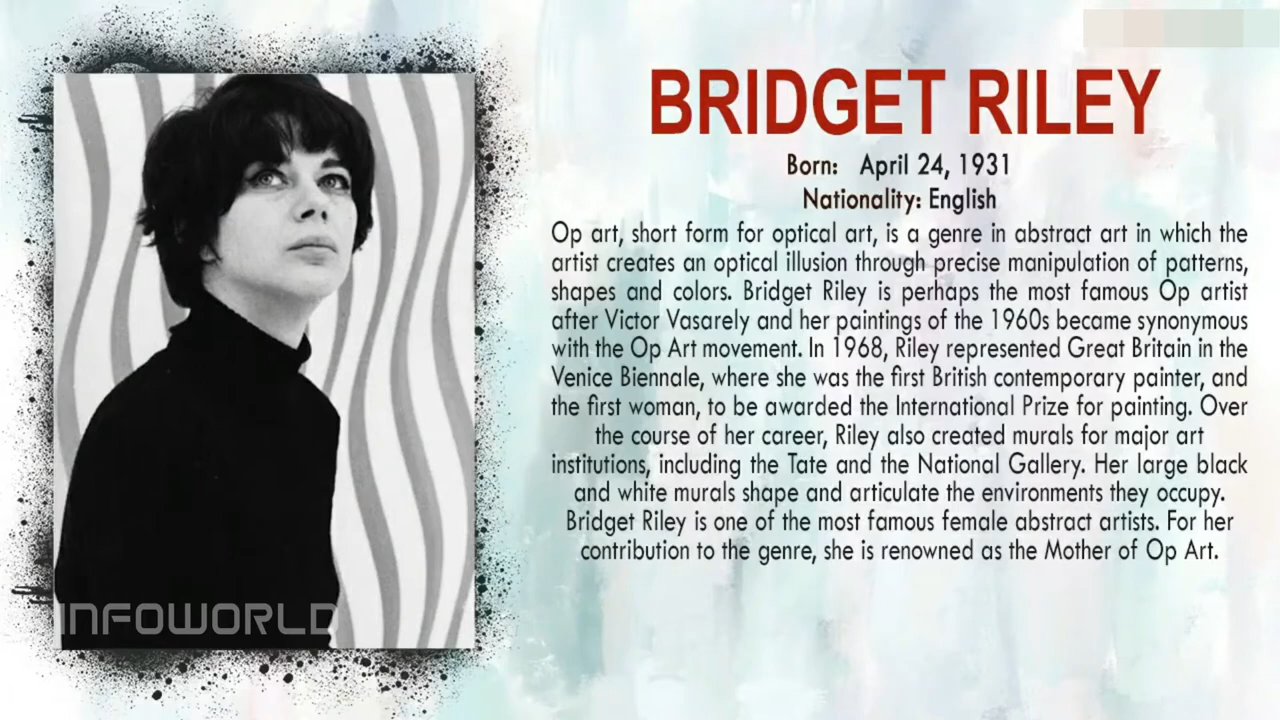 BRIDGET RILEY
Born: April 24, 1931
Nationality: English
Op art, short form for optical art, is a genre in abstract art in which the
artist creates an optical illusion through precise manipulation of patterns,
shapes and colors. Bridget Riley is perhaps the most famous Op artist
after Victor Vasarely and her paintings of the 1960s became synonymous
with the Op Art movement. In 1968, Riley represented Great Britain in the
Venice Biennale, where she was the first British contemporary painter, and
the first woman, to be awarded the International Prize for painting. Over
the course of her career, Riley also created murals for major art
institutions, including the Tate and the National Gallery. Her large black
and white murals shape and articulate the environments they occupy.
Bridget Riley is one of the most famous female abstract artists. For her
contribution to the genre, she is renowned as the Mother of Op Art.
INFOWORLD